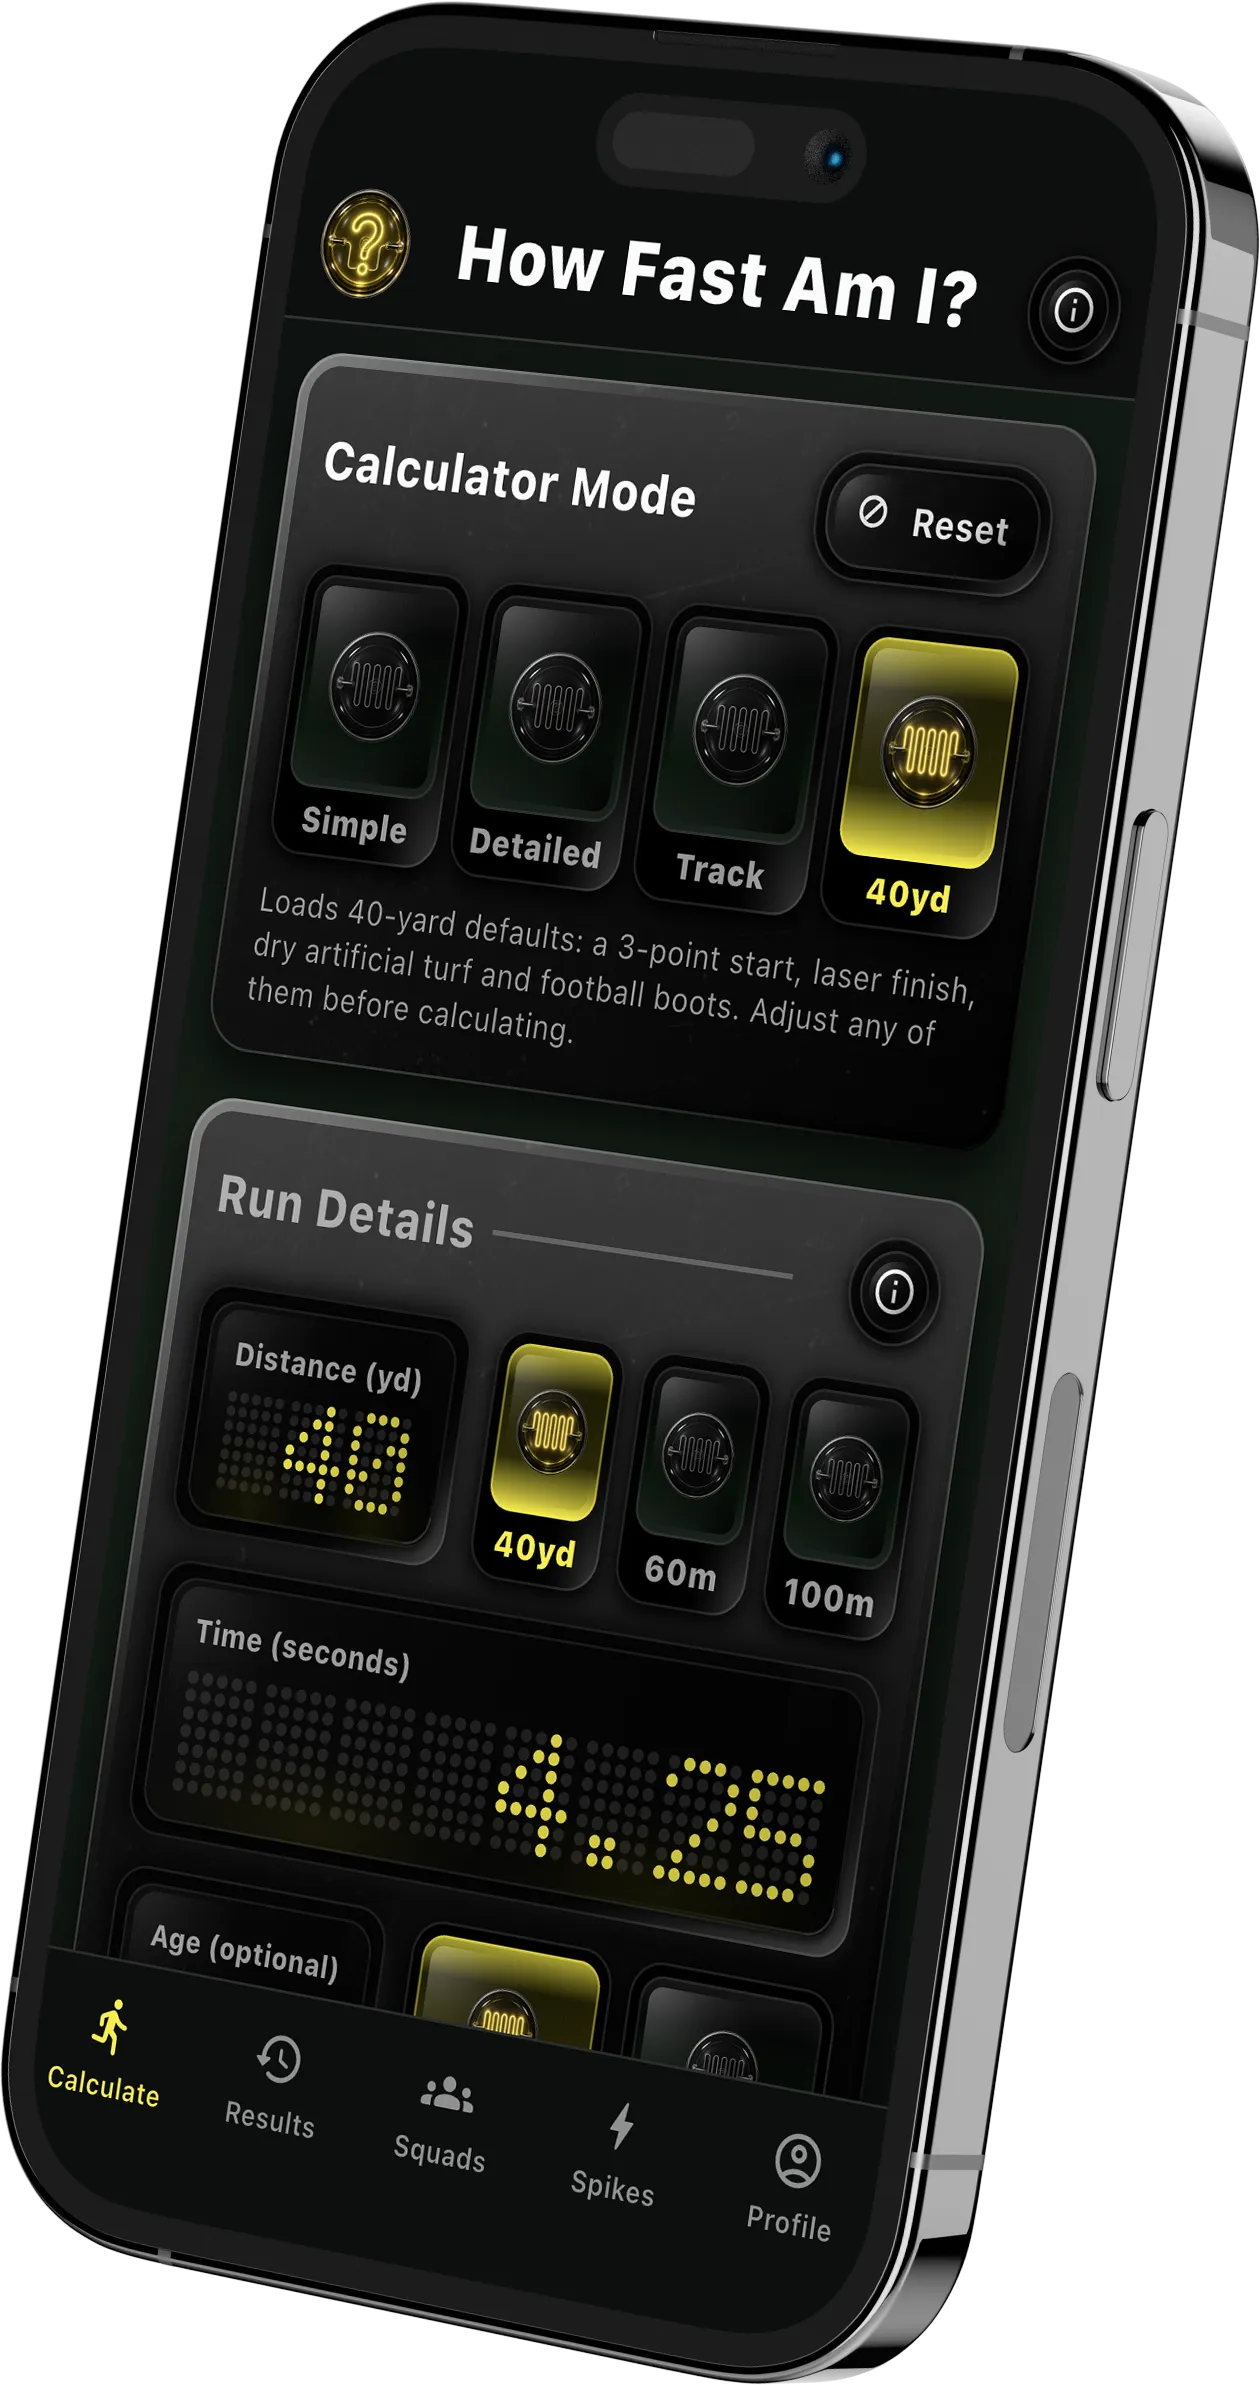 How Fast Am I?
Calculator Mode
Reset
Simple
Detailed
Track
40yd
Loads 40-yard defaults: a 3-point start, laser finish,
dry artificial turf and football boots. Adjust any of
them before calculating.
Run Details
Distance (yd)
40
40yd
60m
100m
Time (seconds)
4.25
Age (optional)
Calculate
Results
Squads
Spikes
Profile